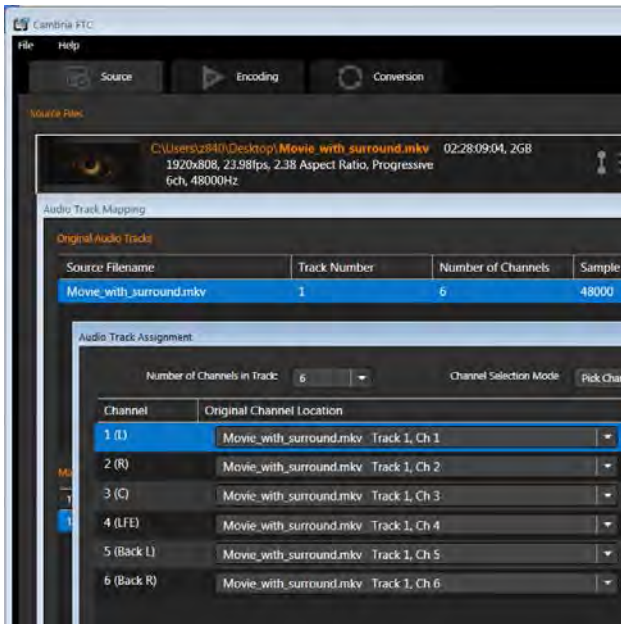 Cambria FTC
File Help
Source Encoding Conversion
Source Files
C:\Users\z840\Desktop\Movie_with_surround.mkv 02:28:09:04, 2GB
1920x808, 23.98fps, 2.38 Aspect Ratio, Progressive
6ch, 48000Hz
Audio Track Mapping
Original Audio Tracks
Source Filename Track Number Number of Channels Sample
Movie_with_surround.mkv 1 6 48000
Audio Track Assignment
Number of Channels in Track: 6 Channel Selection Mode Pick Cha
Channel Original Channel Location
1 (L) Movie_with_surround.mkv Track 1, Ch 1
2 (R) Movie_with_surround.mkv Track 1, Ch 2
Ma
3 (C) Movie_with_surround.mkv Track 1, Ch 3
4 (LFE) Movie_with_surround.mkv Track 1, Ch 4
5 (Back L) Movie_with_surround.mkv Track 1, Ch 5
6 (Back R) Movie_with_surround.mkv Track 1, Ch 6